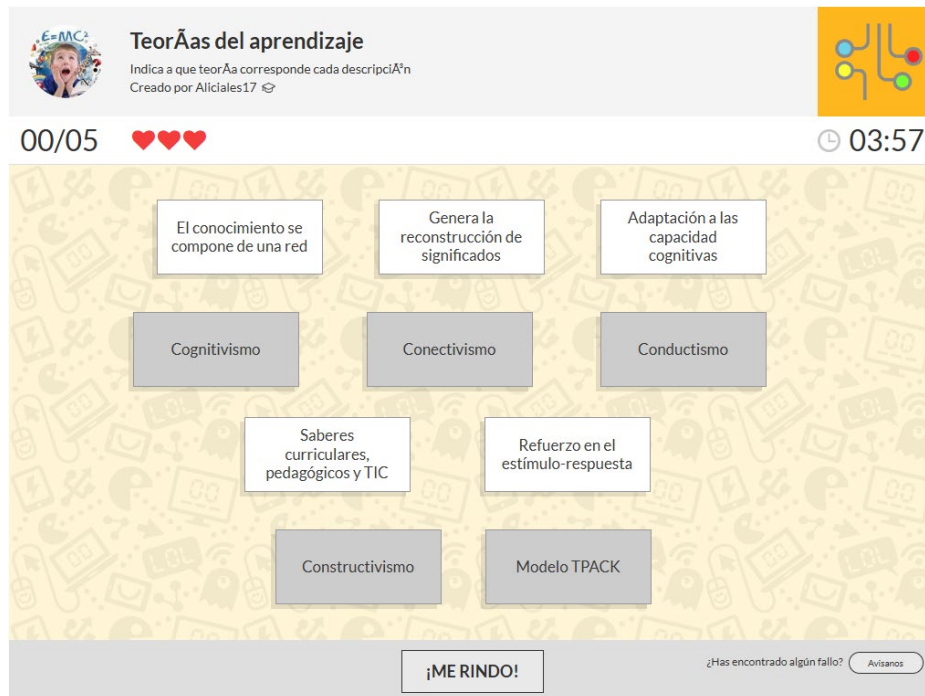 E=MC²
TeorÃas del aprendizaje
Indica a que teorÃa corresponde cada descripciÃ³n
Creado por Aliciales17
00/05
03:57
El conocimiento se
compone de una red
Genera la
reconstrucción de
significados
Adaptación a las
capacidad
cognitivas
Cognitivismo
Conectivismo
Conductismo
Saberes
curriculares,
pedagógicos y TIC
Refuerzo en el
estímulo-respuesta
Constructivismo
Modelo TPACK
¡ME RINDO!
¿Has encontrado algún fallo?
Avisanos